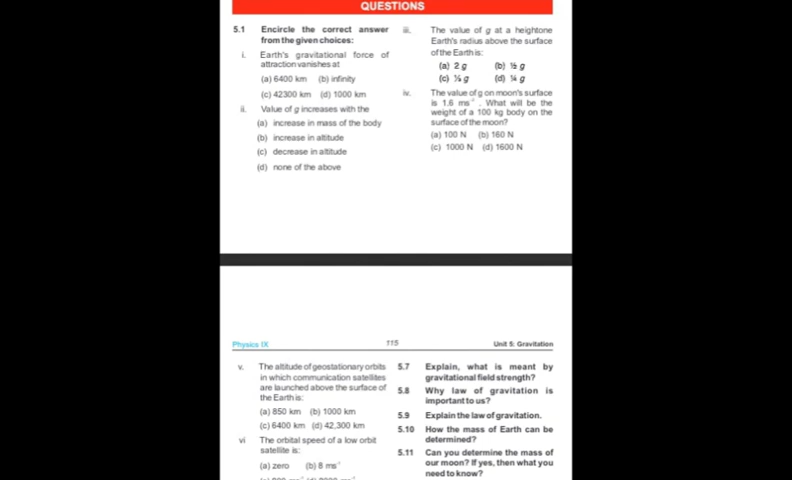 QUESTIONS
5.1 Encircle the correct answer
from the given choices:
i. Earth's gravitational force of
attraction vanishes at
(a) 6400 km (b) infinity
(c) 42300 km (d) 1000 km
ii. Value of g increases with the
(a) increase in mass of the body
(b) increase in altitude
(c) decrease in altitude
(d) none of the above
iii. The value of g at a heightone
Earth's radius above the surface
of the Earth is:
(a) 2 g (b) ½ g
(c) ⅓ g (d) ¼ g
iv. The value of g on moon's surface
is 1.6 ms⁻². What will be the
weight of a 100 kg body on the
surface of the moon?
(a) 100 N (b) 160 N
(c) 1000 N (d) 1600 N
Physics IX 115 Unit 5: Gravitation
v. The altitude of geostationary orbits
in which communication satellites
are launched above the surface of
the Earth is:
(a) 850 km (b) 1000 km
(c) 6400 km (d) 42,300 km
vi The orbital speed of a low orbit
satellite is:
(a) zero (b) 8 ms⁻¹
5.7 Explain, what is meant by
gravitational field strength?
5.8 Why law of gravitation is
important to us?
5.9 Explain the law of gravitation.
5.10 How the mass of Earth can be
determined?
5.11 Can you determine the mass of
our moon? If yes, then what you
need to know?